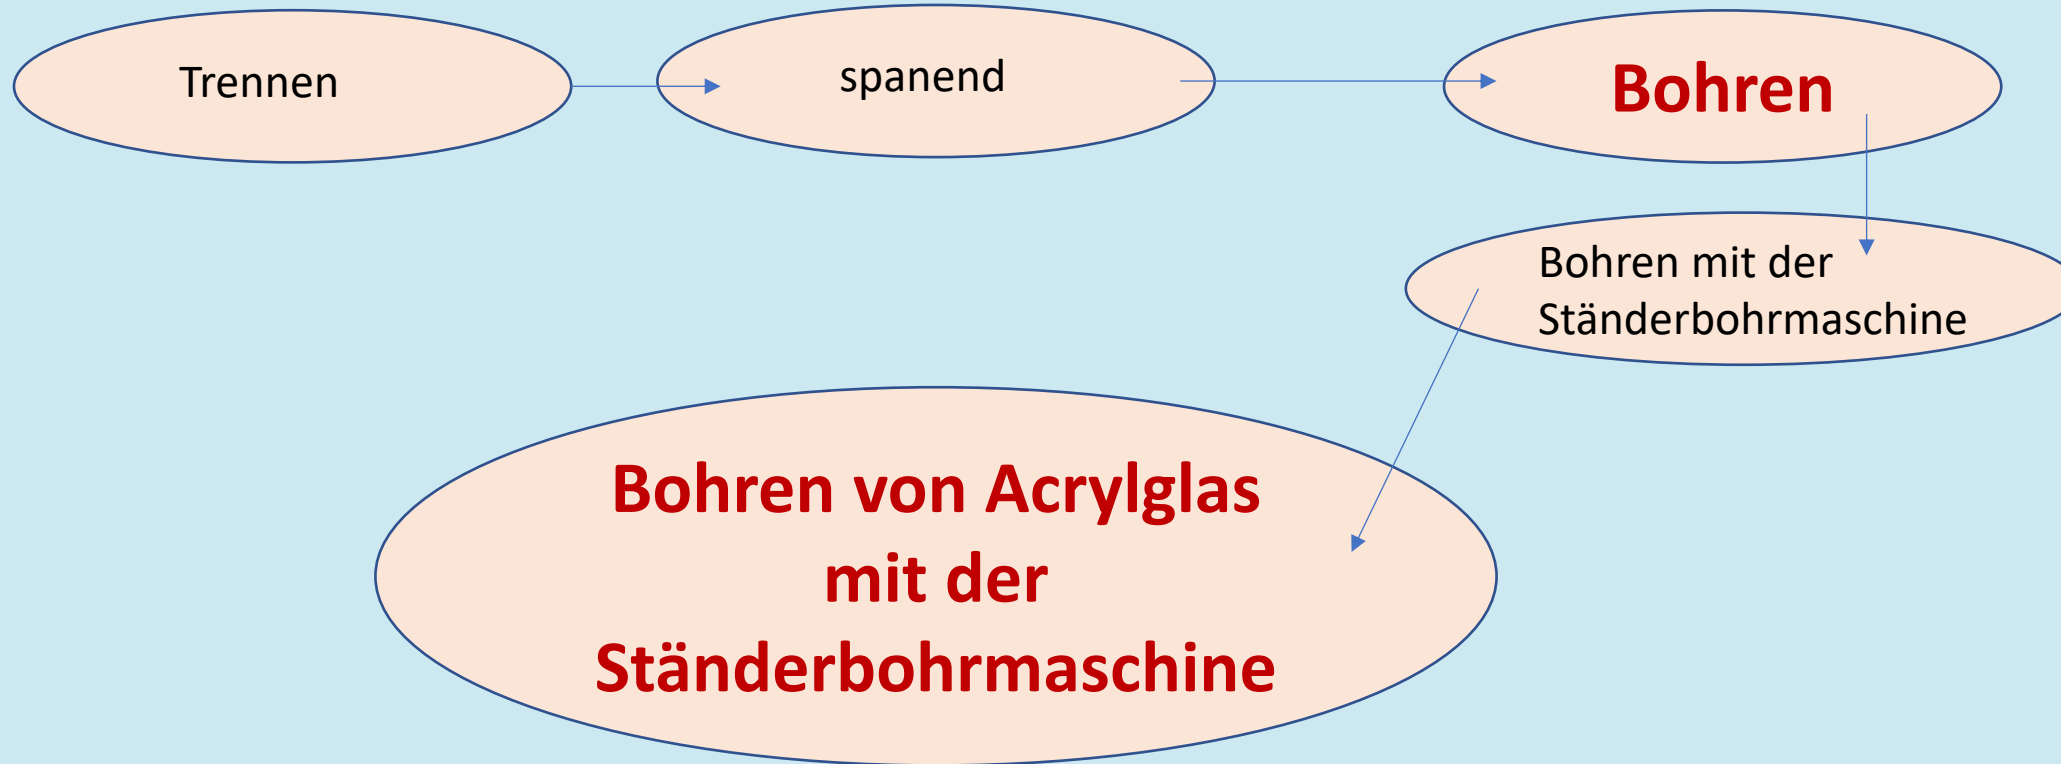 Trennen
spanend
Bohren
Bohren mit der
Ständerbohrmaschine
Bohren von Acrylglas
mit der
Ständerbohrmaschine